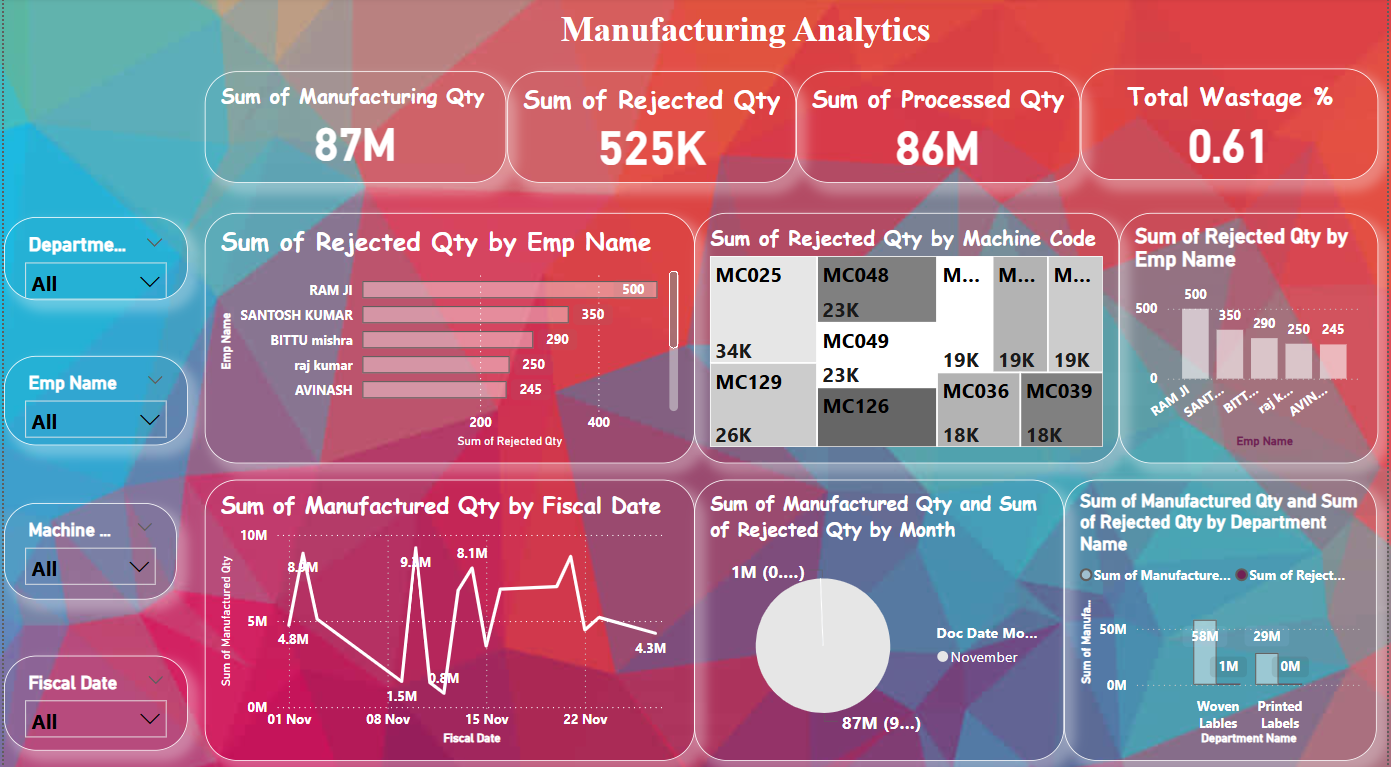 Manufacturing Analytics
Sum of Manufacturing Qty
87M
Sum of Rejected Qty
525K
Sum of Processed Qty
86M
Total Wastage %
0.61
Departme...
All
Emp Name
All
Machine ...
All
Fiscal Date
All
Sum of Rejected Qty by Emp Name
Emp Name
RAM JI
500
SANTOSH KUMAR
350
BITTU mishra
290
raj kumar
250
AVINASH
245
200 400
Sum of Rejected Qty
Sum of Rejected Qty by Machine Code
MC025
34K
MC129
26K
MC048
23K
MC049
23K
MC126
M...
19K
M...
19K
M...
19K
MC036
18K
MC039
18K
Sum of Rejected Qty by
Emp Name
500
0
500
350
290
250
245
RAM JI
SANT...
BITT...
raj k...
AVIN...
Emp Name
Sum of Manufactured Qty by Fiscal Date
Sum of Manufactured Qty
10M
5M
0M
4.8M
1.5M
0.8M
8.1M
4.3M
01 Nov 08 Nov 15 Nov 22 Nov
Fiscal Date
Sum of Manufactured Qty and Sum
of Rejected Qty by Month
1M (0....)
87M (9...)
Doc Date Mo...
November
Sum of Manufactured Qty and Sum
of Rejected Qty by Department
Name
Sum of Manufacture... Sum of Reject...
Sum of Manufa...
50M
0M
58M
1M
29M
0M
Woven
Lables
Printed
Labels
Department Name